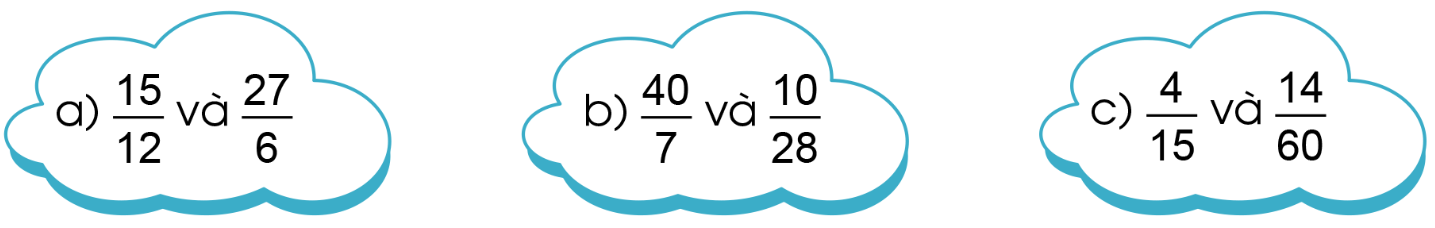 a) 15/12 và 27/6
b) 40/7 và 10/28
c) 4/15 và 14/60